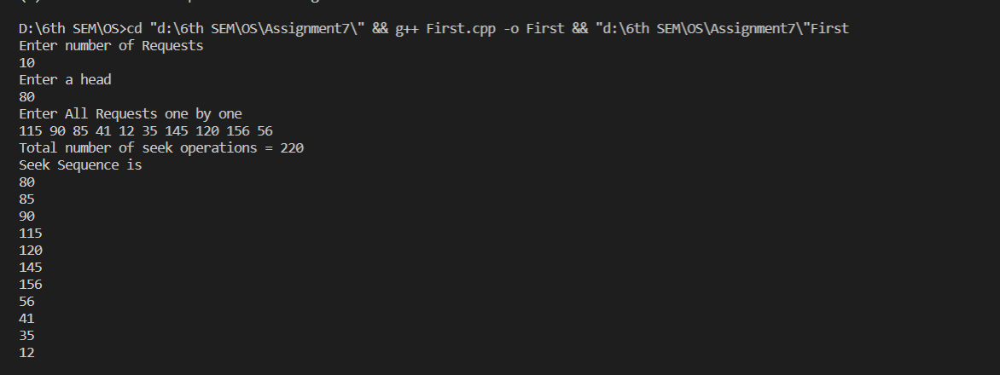 D:\6th SEM\OS>cd "d:\6th SEM\OS\Assignment7\" && g++ First.cpp -o First && "d:\6th SEM\OS\Assignment7\"First
Enter number of Requests
10
Enter a head
80
Enter All Requests one by one
115 90 85 41 12 35 145 120 156 56
Total number of seek operations = 220
Seek Sequence is
80
85
90
115
120
145
156
56
41
35
12